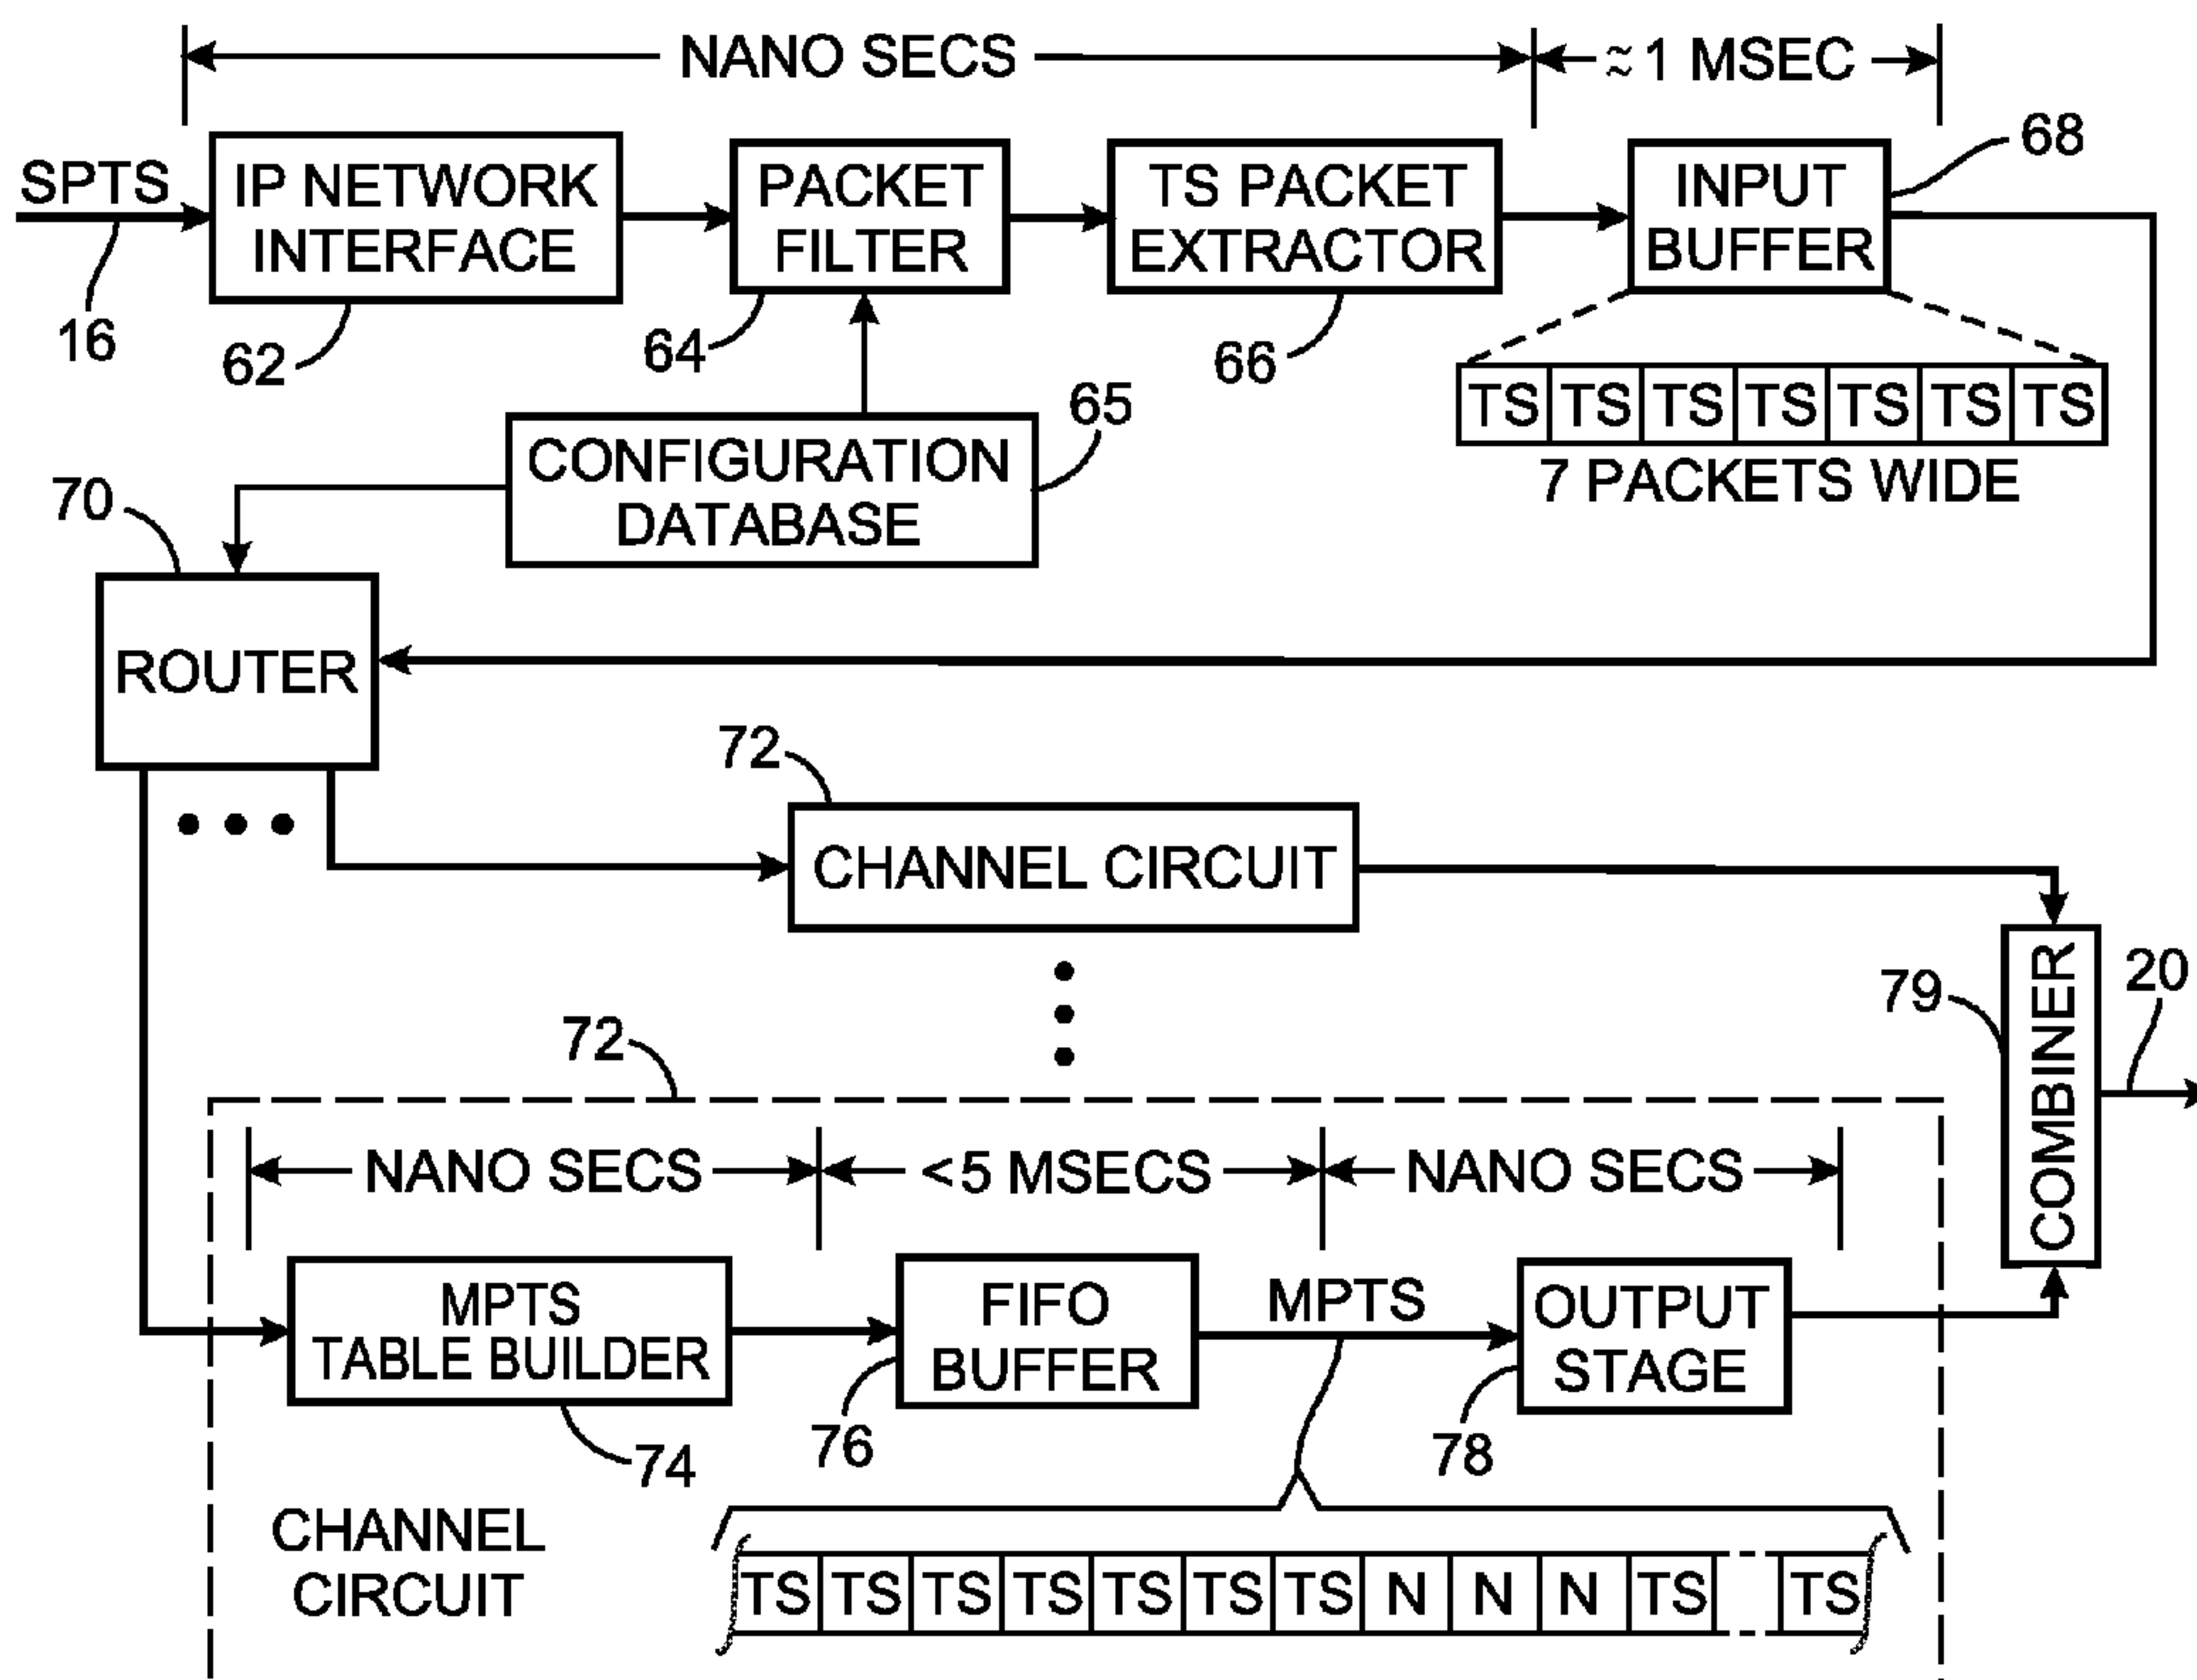 NANO SECS
≈1 MSEC
SPTS
IP NETWORK
INTERFACE
PACKET
FILTER
TS PACKET
EXTRACTOR
INPUT
BUFFER
68
16
62
64
66
TS TS TS TS TS TS TS
7 PACKETS WIDE
CONFIGURATION
DATABASE
65
70
ROUTER
72
CHANNEL CIRCUIT
79
COMBINER
20
72
NANO SECS
<5 MSECS
NANO SECS
MPTS
TABLE BUILDER
FIFO
BUFFER
MPTS
OUTPUT
STAGE
74
76
78
CHANNEL
CIRCUIT
TS TS TS TS TS TS TS N N N TS TS